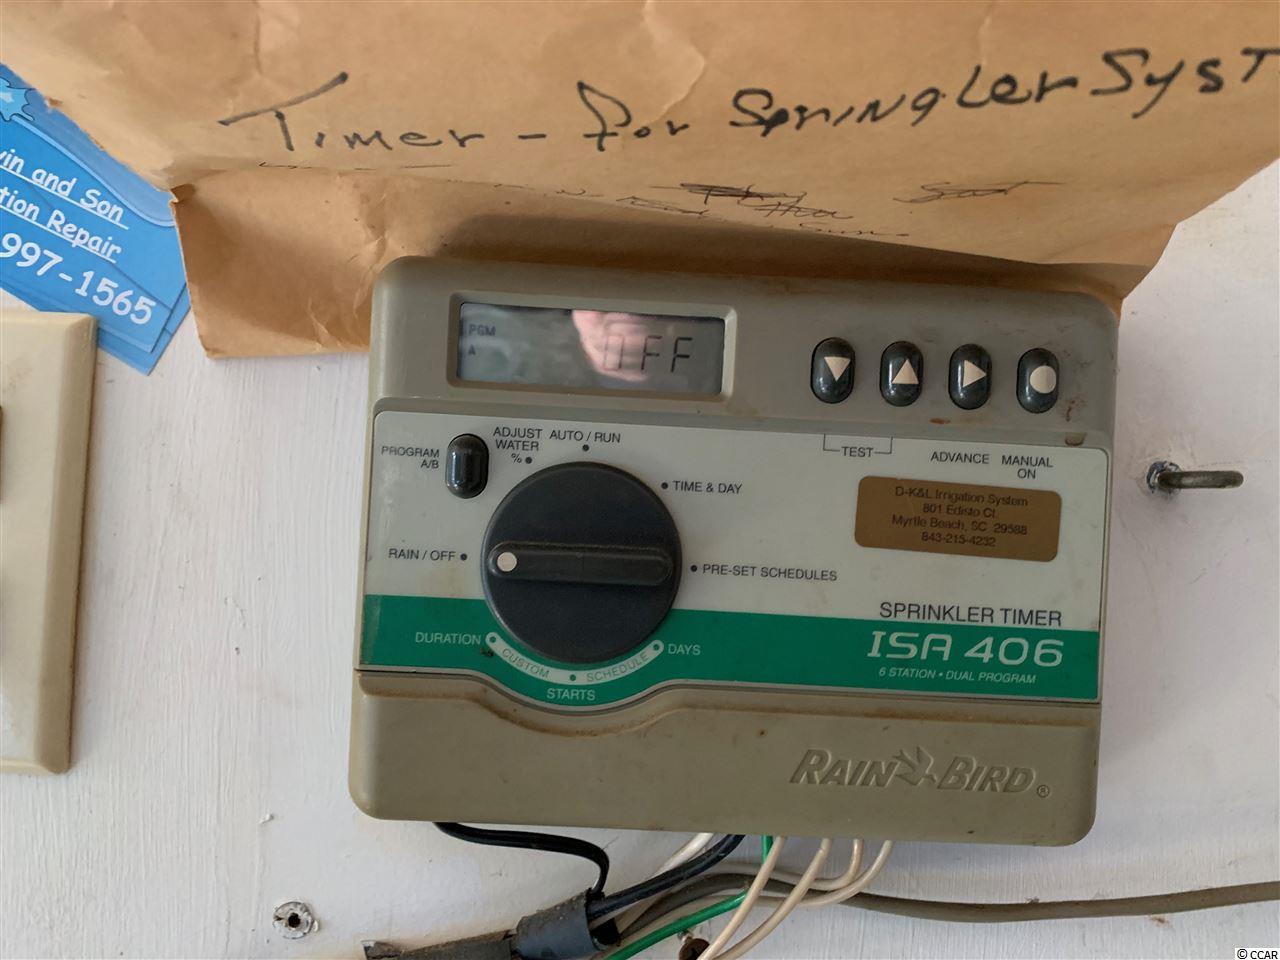 Timer - for SpringLer Syst
vin and Son
tion Repair
997-1565
PGM
A
OFF
PROGRAM
A/B
ADJUST
WATER
%
AUTO / RUN
TIME & DAY
RAIN / OFF
PRE-SET SCHEDULES
DURATION
CUSTOM SCHEDULE
DAYS
STARTS
TEST
ADVANCE
MANUAL
ON
D-K&L Irrigation System
801 Edisto Ct.
Myrtle Beach, SC 29588
843-215-4232
SPRINKLER TIMER
ISA 406
6 STATION • DUAL PROGRAM
RAIN BIRD®
© CCAR